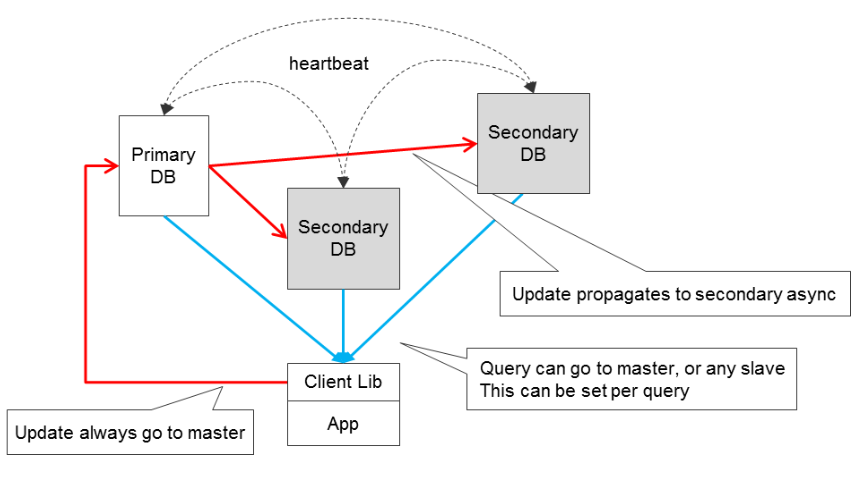 heartbeat
Primary
DB
Secondary
DB
Secondary
DB
Update propagates to secondary async
Query can go to master, or any slave
This can be set per query
Client Lib
App
Update always go to master